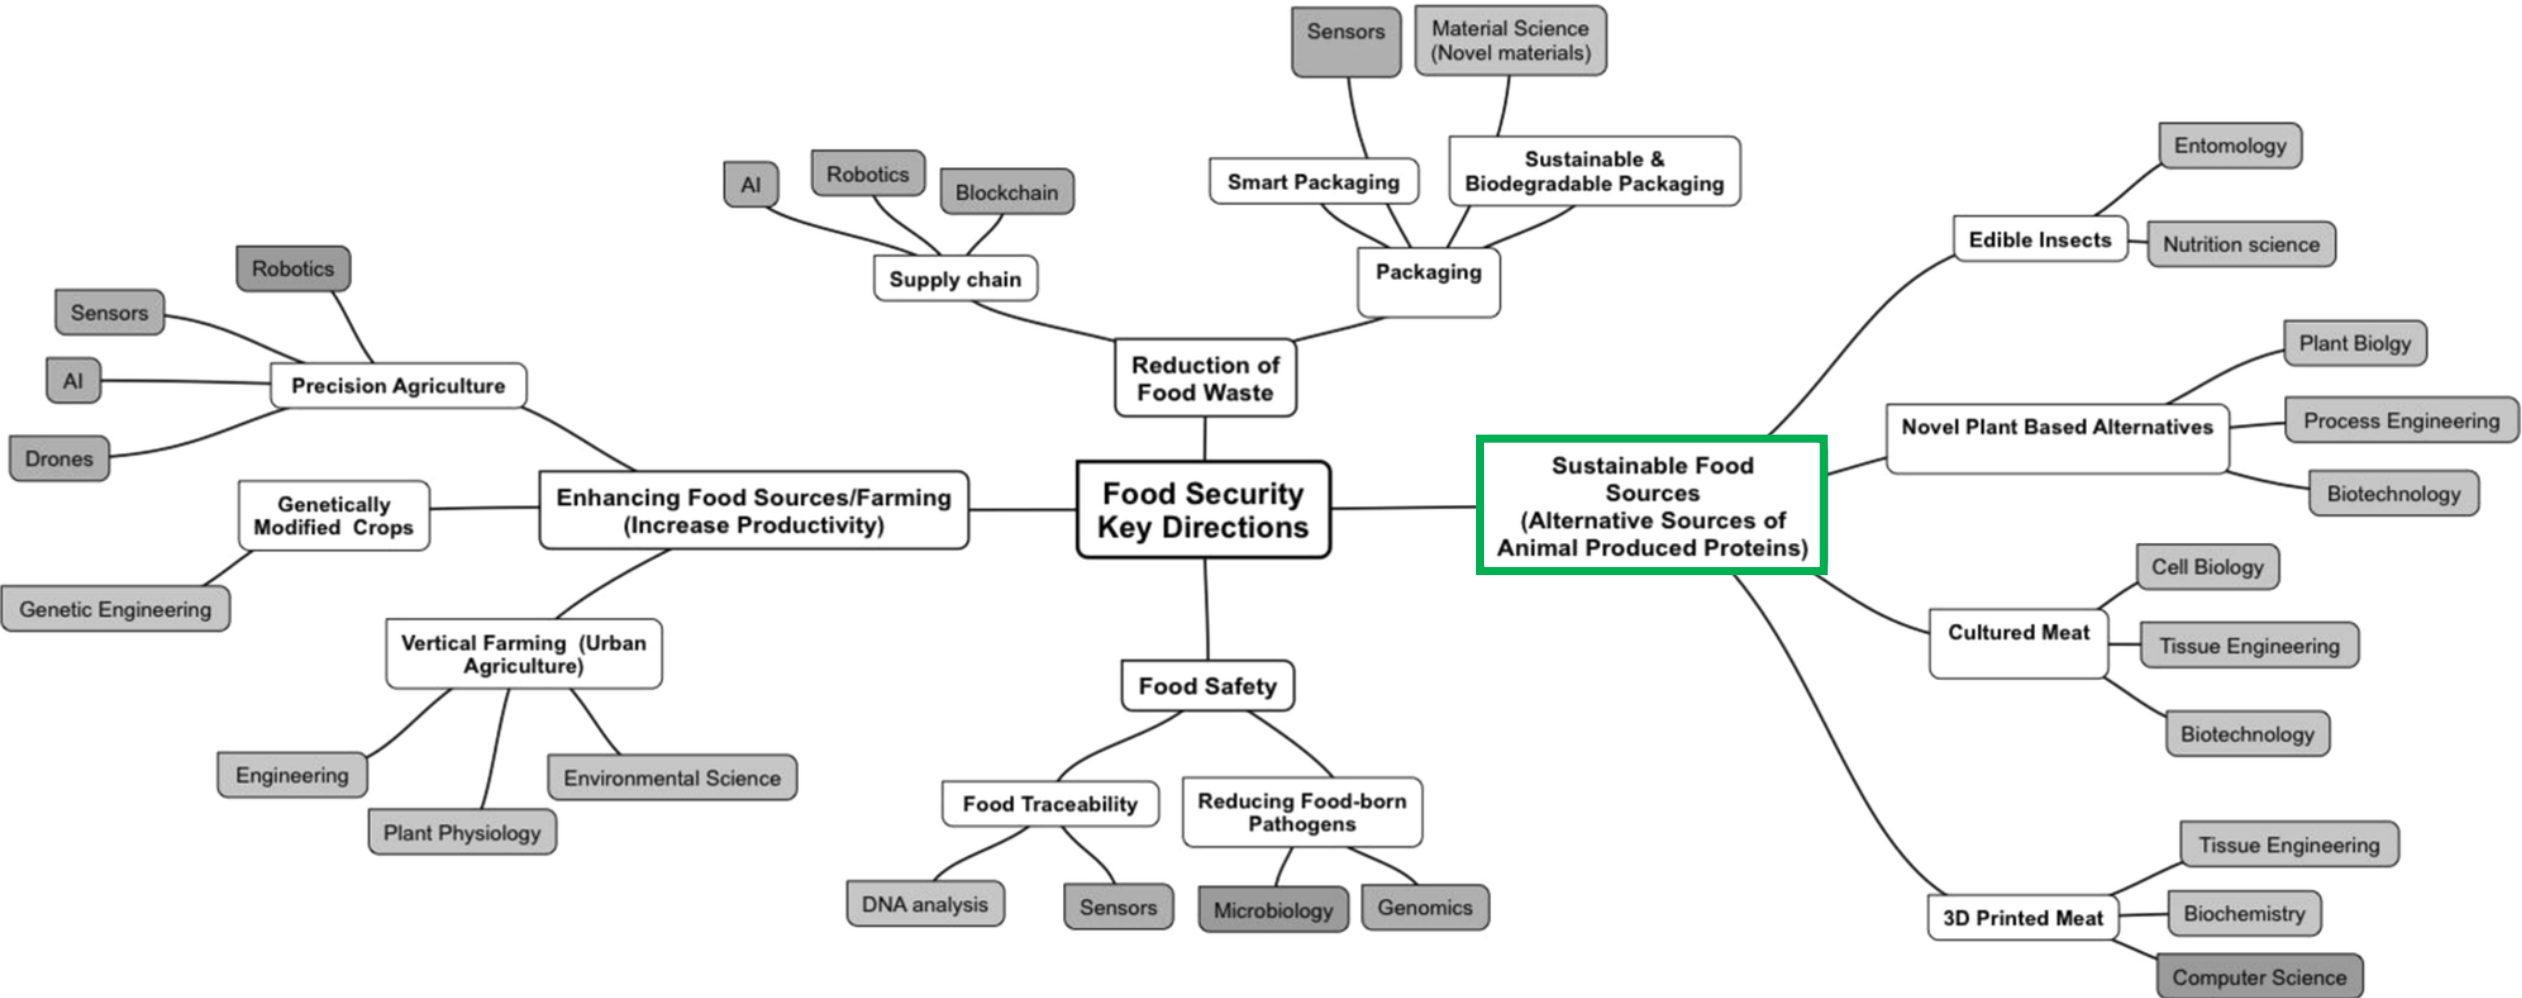 Sensors
Material Science
(Novel materials)
Entomology
AI
Robotics
Blockchain
Smart Packaging
Sustainable &
Biodegradable Packaging
Edible Insects
Nutrition science
Supply chain
Packaging
Robotics
Sensors
AI
Drones
Precision Agriculture
Reduction of
Food Waste
Plant Biolgy
Novel Plant Based Alternatives
Process Engineering
Biotechnology
Genetically
Modified Crops
Genetic Engineering
Enhancing Food Sources/Farming
(Increase Productivity)
Food Security
Key Directions
Sustainable Food
Sources
(Alternative Sources of
Animal Produced Proteins)
Cell Biology
Cultured Meat
Tissue Engineering
Biotechnology
Vertical Farming (Urban
Agriculture)
Engineering
Plant Physiology
Environmental Science
Food Safety
Food Traceability
Reducing Food-born
Pathogens
DNA analysis
Sensors
Microbiology
Genomics
Tissue Engineering
3D Printed Meat
Biochemistry
Computer Science